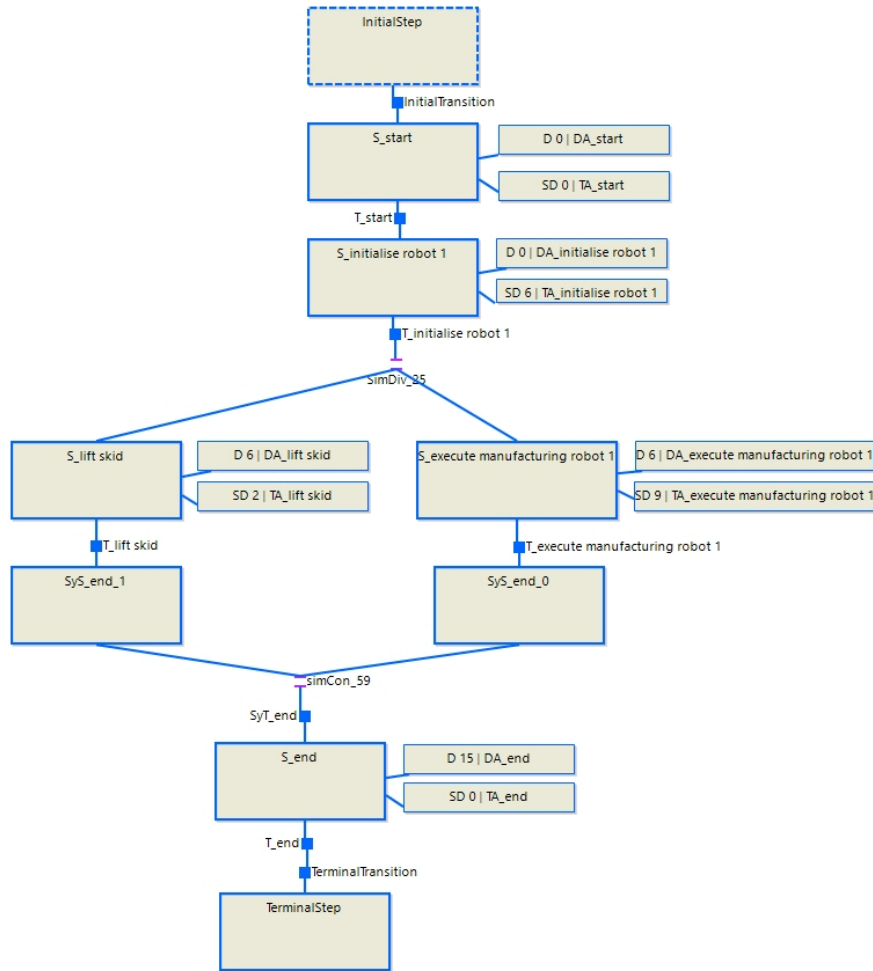 InitialStep
InitialTransition
S_start
D 0 | DA_start
SD 0 | TA_start
T_start
S_initialise robot 1
D 0 | DA_initialise robot 1
SD 6 | TA_initialise robot 1
T_initialise robot 1
SimDiv_25
S_lift skid
D 6 | DA_lift skid
SD 2 | TA_lift skid
S_execute manufacturing robot 1
D 6 | DA_execute manufacturing robot 1
SD 9 | TA_execute manufacturing robot 1
T_lift skid
T_execute manufacturing robot 1
SyS_end_1
SyS_end_0
simCon_59
SyT_end
S_end
D 15 | DA_end
SD 0 | TA_end
T_end
TerminalTransition
TerminalStep